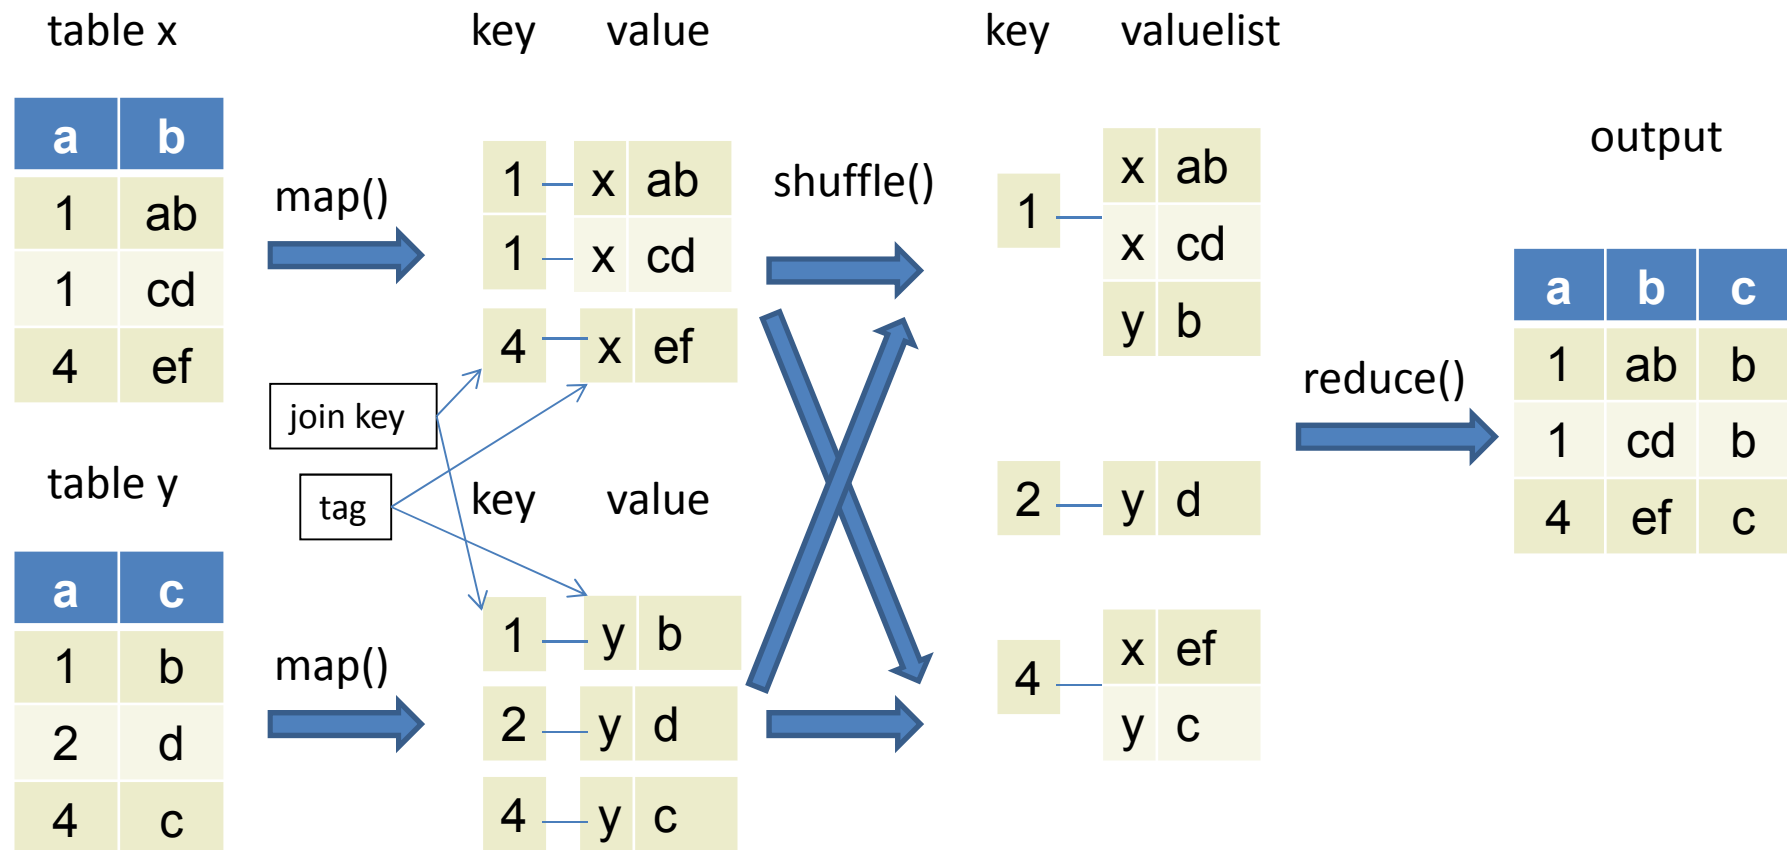 table x
a b
1 ab
1 cd
4 ef
table y
a c
1 b
2 d
4 c
map()
map()
join key
tag
key value
1 x ab
1 x cd
4 x ef
key value
1 y b
2 y d
4 y c
shuffle()
key valuelist
1
x ab
x cd
y b
2 y d
4
x ef
y c
reduce()
output
a b c
1 ab b
1 cd b
4 ef c